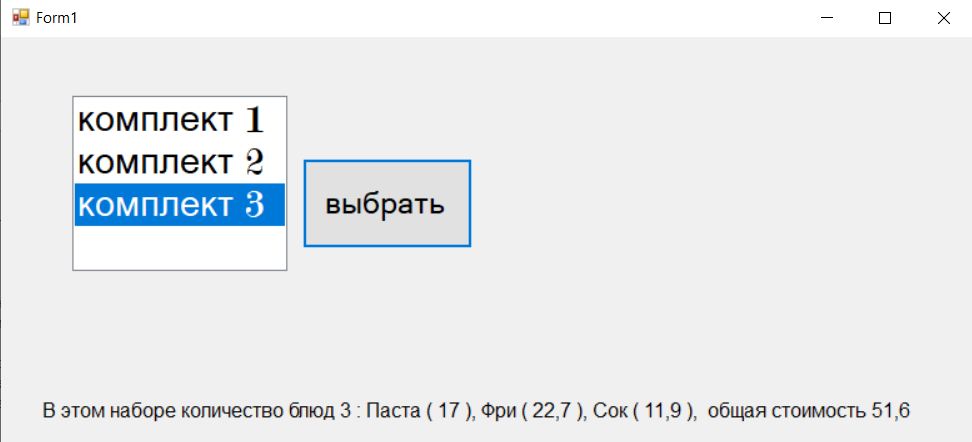 Form1
комплект 1
комплект 2
комплект 3
выбрать
В этом наборе количество блюд 3 : Паста ( 17 ), Фри ( 22,7 ), Сок ( 11,9 ),  общая стоимость 51,6